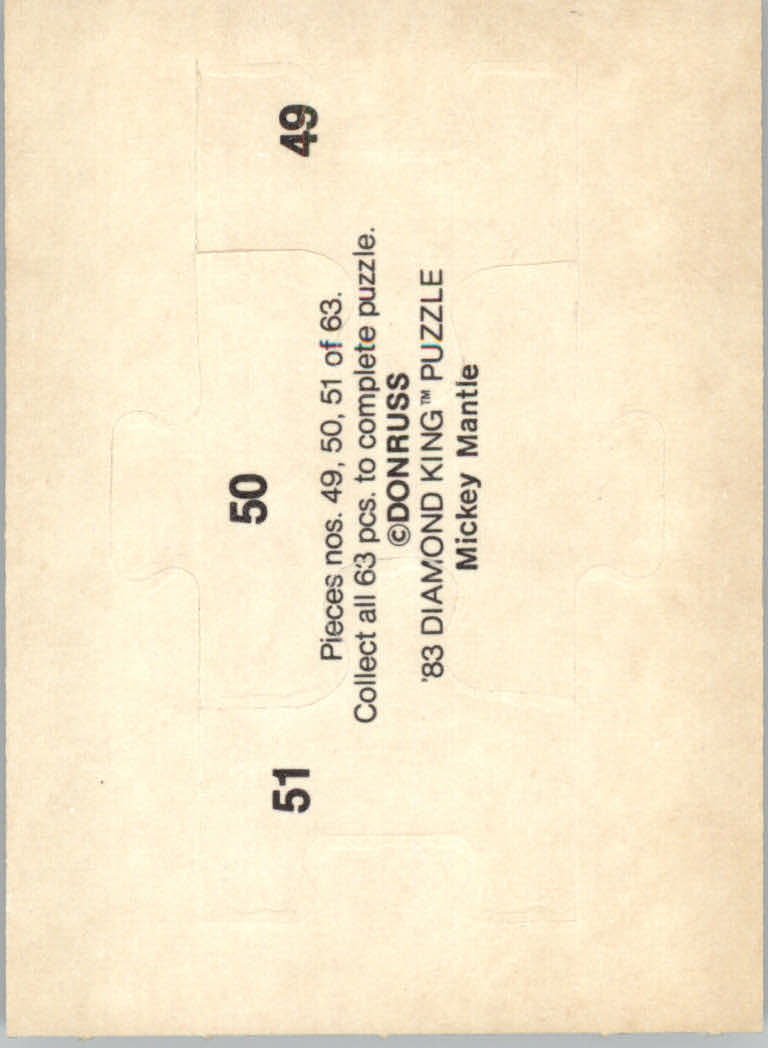 51 50 49
Pieces nos. 49, 50, 51 of 63.
Collect all 63 pcs. to complete puzzle.
©DONRUSS
'83 DIAMOND KING™ PUZZLE
Mickey Mantle